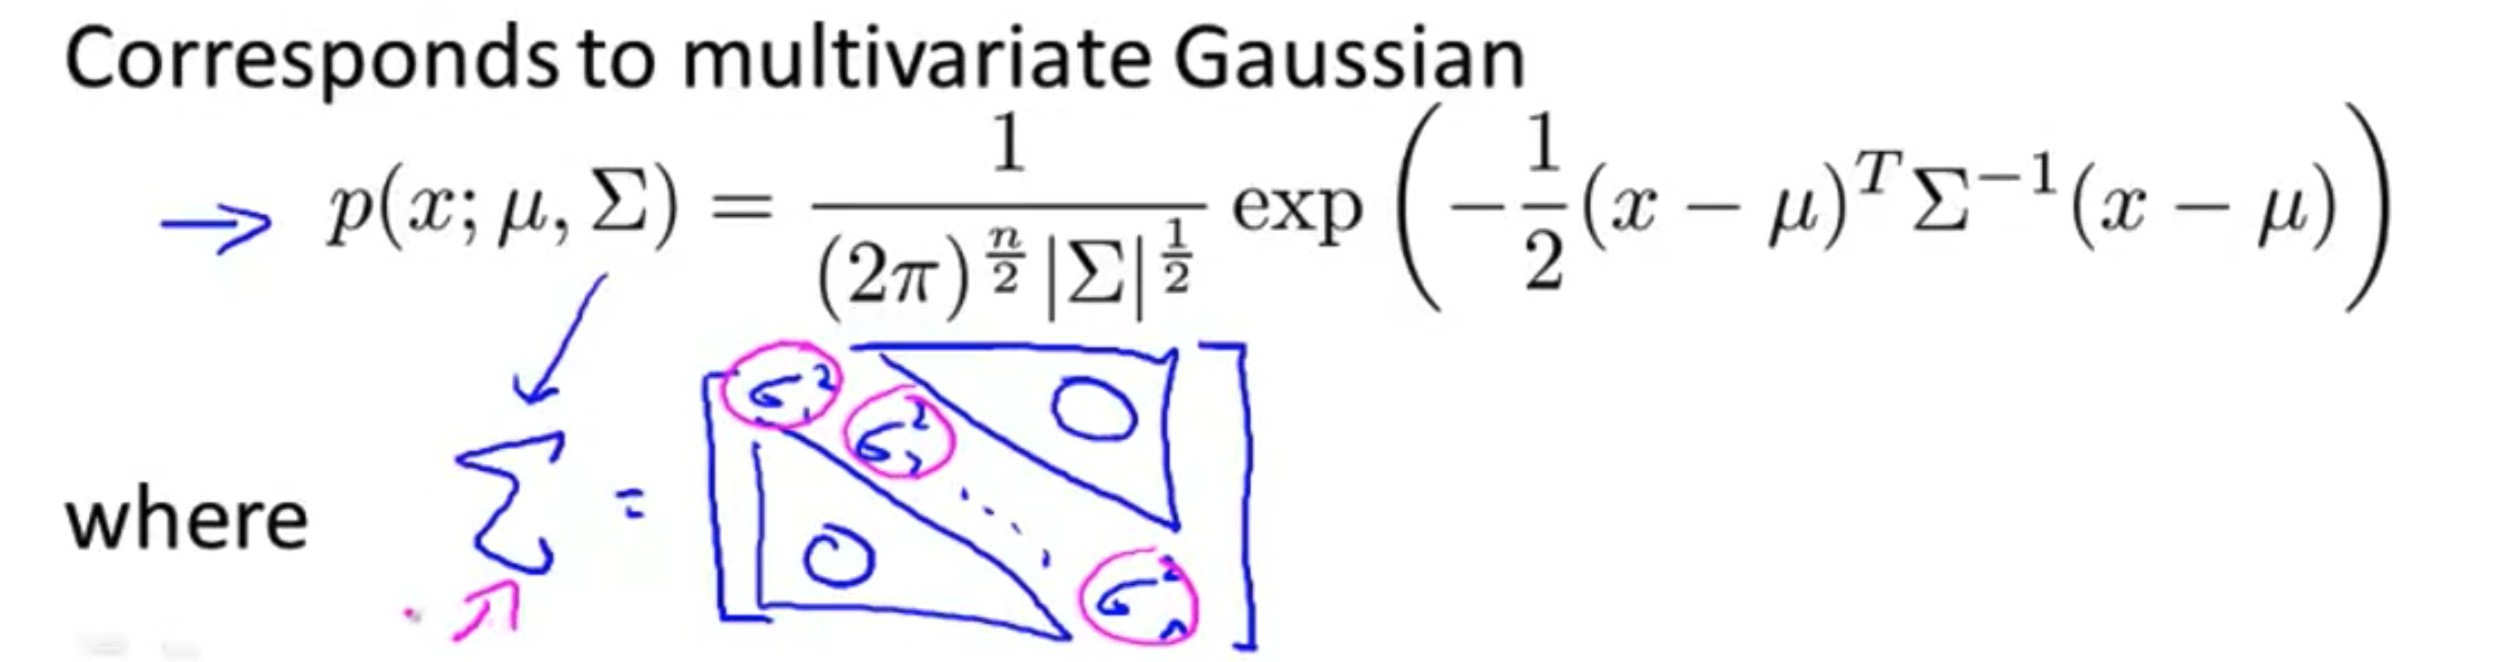 Corresponds to multivariate Gaussian
→ p(x; μ, Σ) = 1 / ((2π)^{n/2} |Σ|^{1/2}) exp(−1/2 (x − μ)^T Σ^{−1} (x − μ))
where Σ = [σ₁² σ₂² ... σₙ² 0 0]